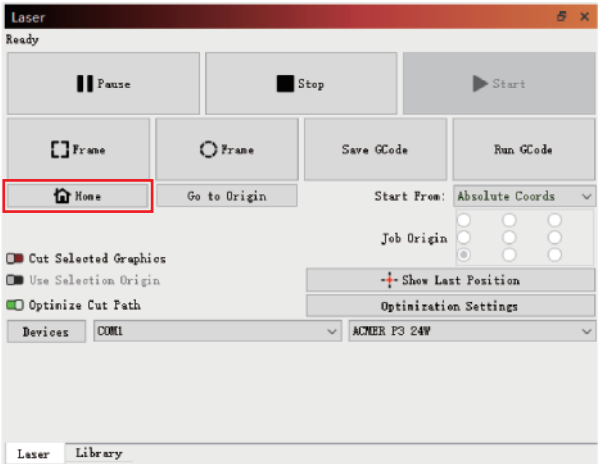 Laser
Ready
Pause
Stop
Start
Frame
Frame
Save GCode
Run GCode
Home
Go to Origin
Start From:
Absolute Coords
Job Origin
Cut Selected Graphics
Use Selection Origin
Show Last Position
Optimize Cut Path
Optimization Settings
Devices
COM1
ACMER P3 24W
Laser
Library